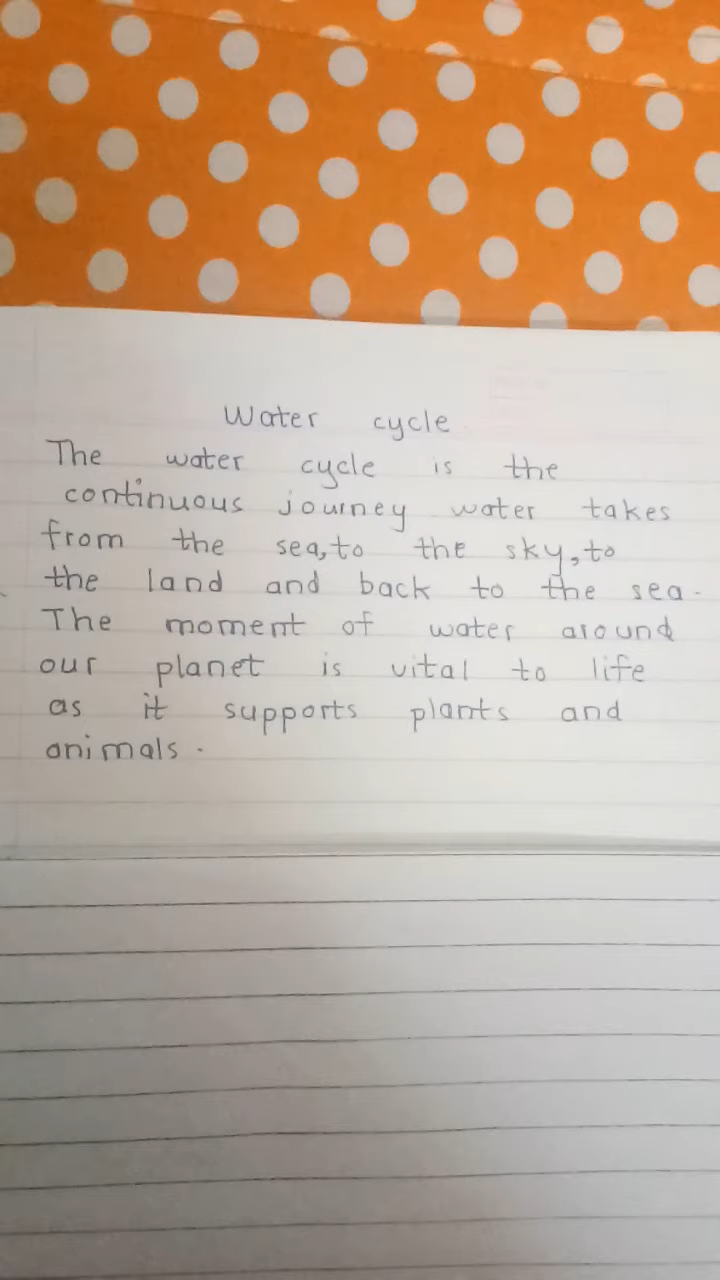 Water cycle
The water cycle is the
continuous journey water takes
from the sea, to the sky, to
the land and back to the sea.
The moment of water around
our planet is vital to life
as it supports plants and
animals.